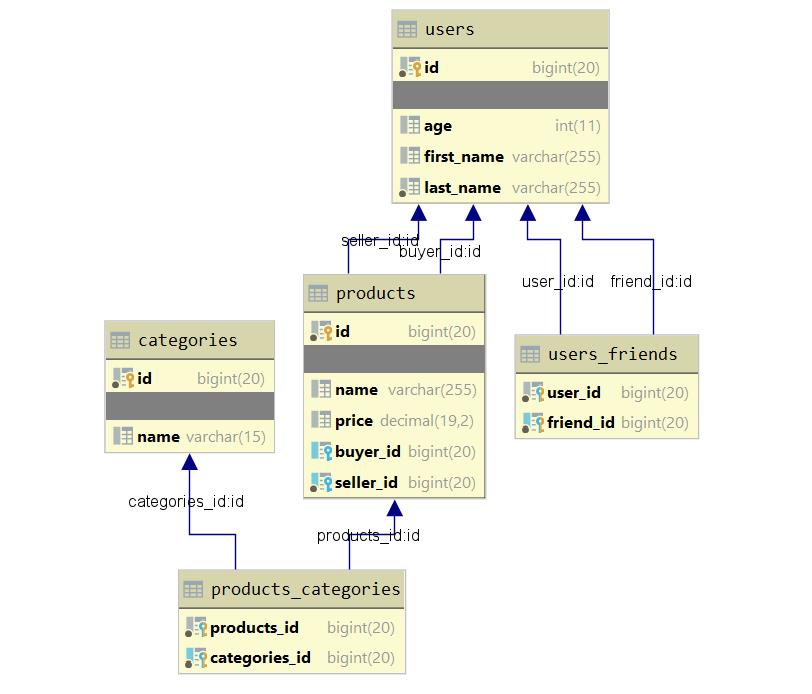 users
id bigint(20)
age int(11)
first_name varchar(255)
last_name varchar(255)
seller_id:id
buyer_id:id
user_id:id
friend_id:id
products
id bigint(20)
name varchar(255)
price decimal(19,2)
buyer_id bigint(20)
seller_id bigint(20)
categories
id bigint(20)
name varchar(15)
users_friends
user_id bigint(20)
friend_id bigint(20)
categories_id:id
products_id:id
products_categories
products_id bigint(20)
categories_id bigint(20)